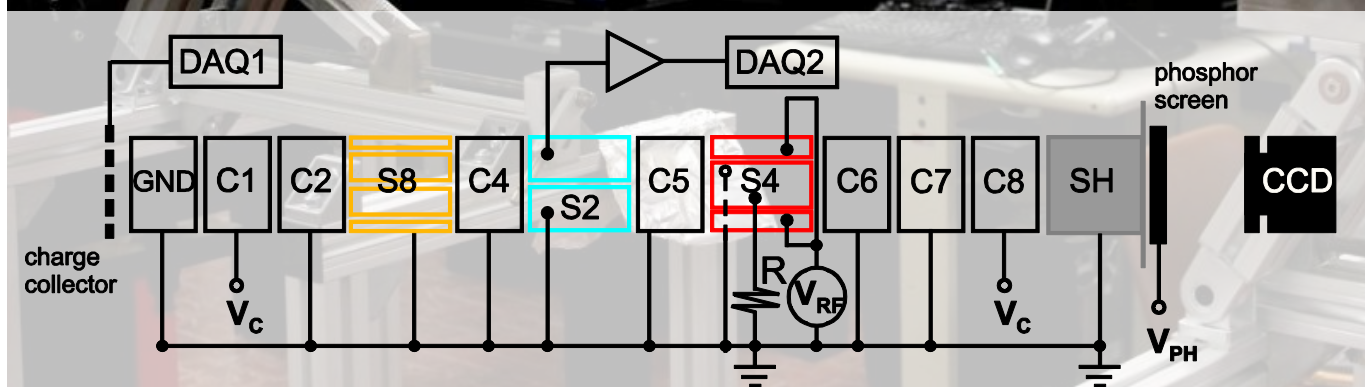 DAQ1
DAQ2
phosphor
screen
GND
C1
C2
S8
C4
S2
C5
S4
C6
C7
C8
SH
CCD
charge
collector
R
VRF
VC
VC
VPH